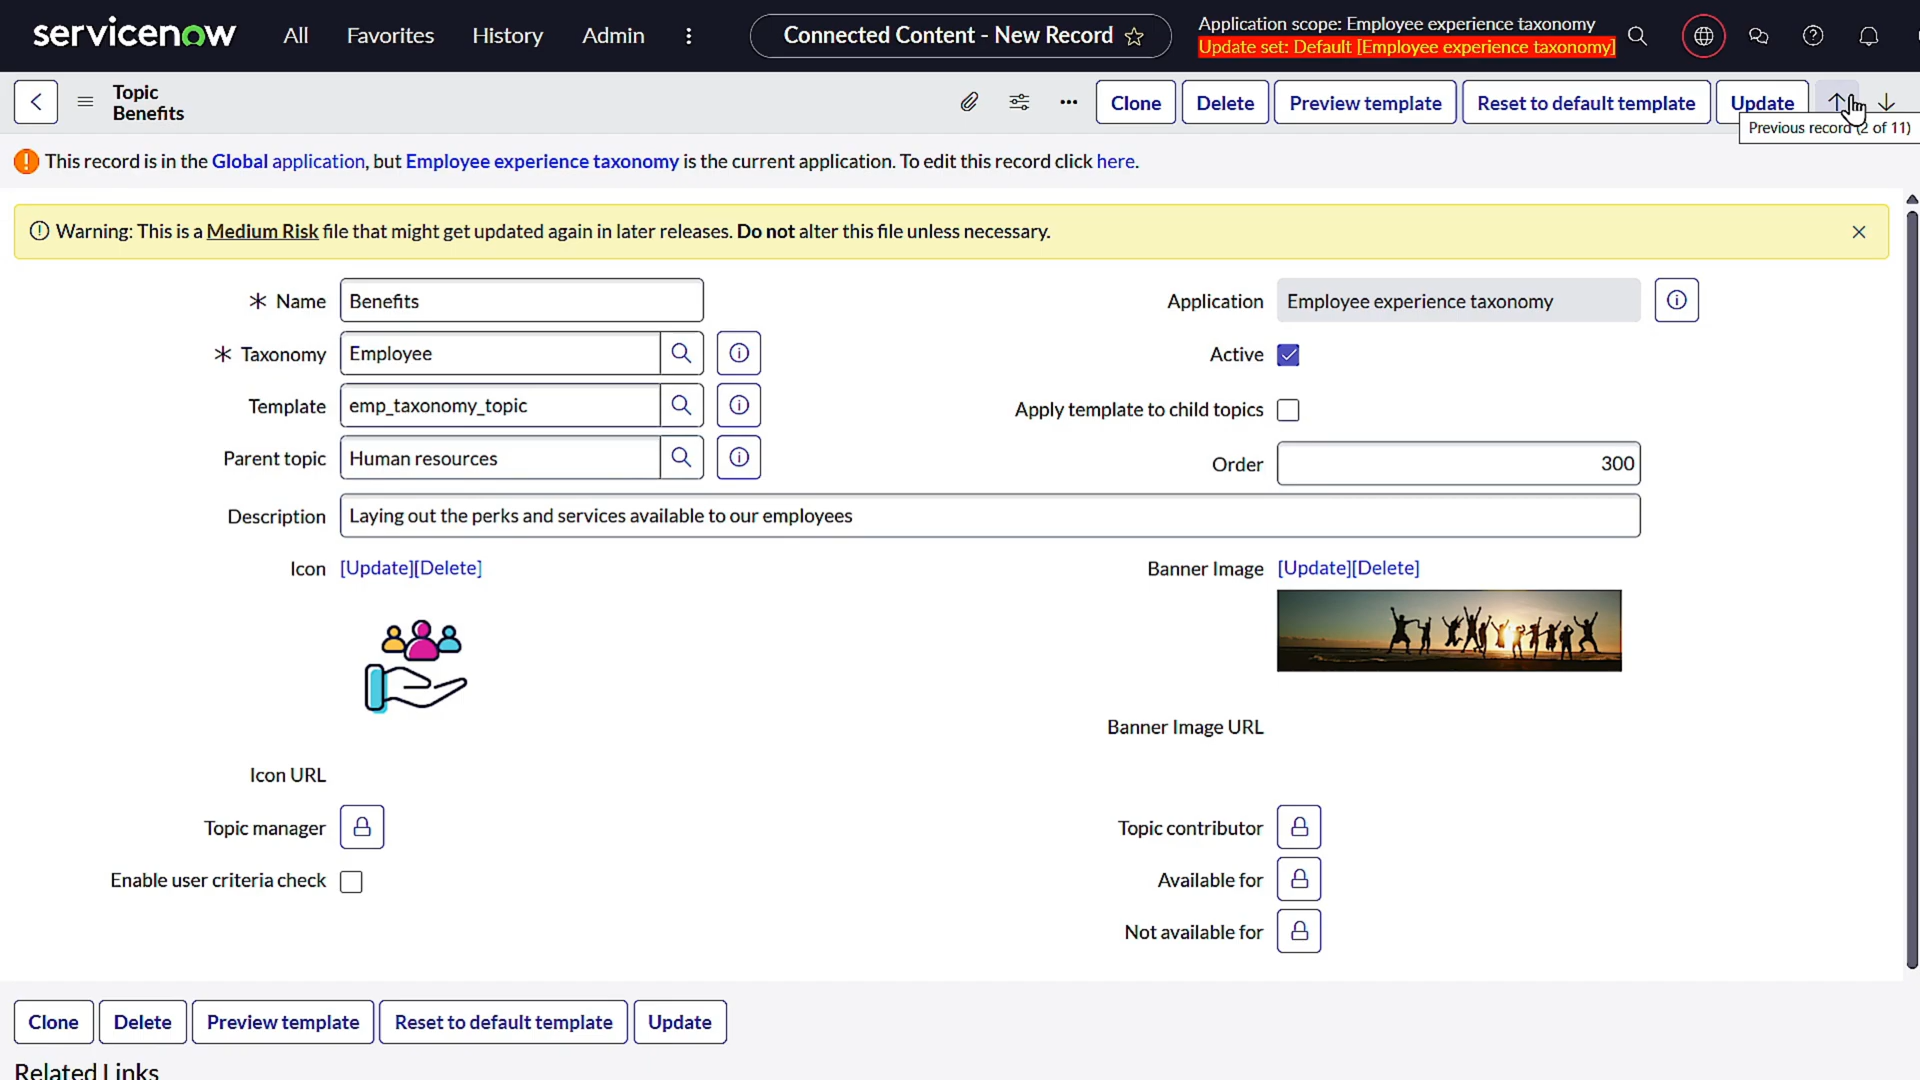 servicenow
All
Favorites
History
Admin
Connected Content - New Record
Application scope: Employee experience taxonomy
Update set: Default [Employee experience taxonomy]
Topic
Benefits
Clone
Delete
Preview template
Reset to default template
Update
Previous record (2 of 11)
This record is in the Global application, but Employee experience taxonomy is the current application. To edit this record click here.
Warning: This is a Medium Risk file that might get updated again in later releases. Do not alter this file unless necessary.
Name
Benefits
Application
Employee experience taxonomy
Taxonomy
Employee
Active
Template
emp_taxonomy_topic
Apply template to child topics
Parent topic
Human resources
Order
300
Description
Laying out the perks and services available to our employees
Icon
[Update][Delete]
Banner Image
[Update][Delete]
Banner Image URL
Icon URL
Topic manager
Topic contributor
Enable user criteria check
Available for
Not available for
Clone
Delete
Preview template
Reset to default template
Update
Related Links